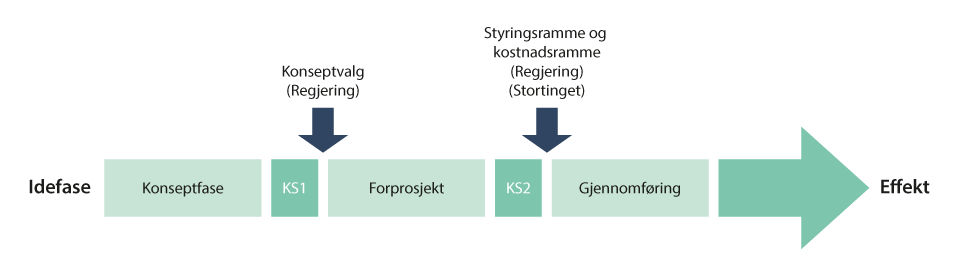 Styringsramme og
kostnadsramme
(Regjering)
(Stortinget)
Konseptvalg
(Regjering)
Idefase
Konseptfase
KS1
Forprosjekt
KS2
Gjennomføring
Effekt